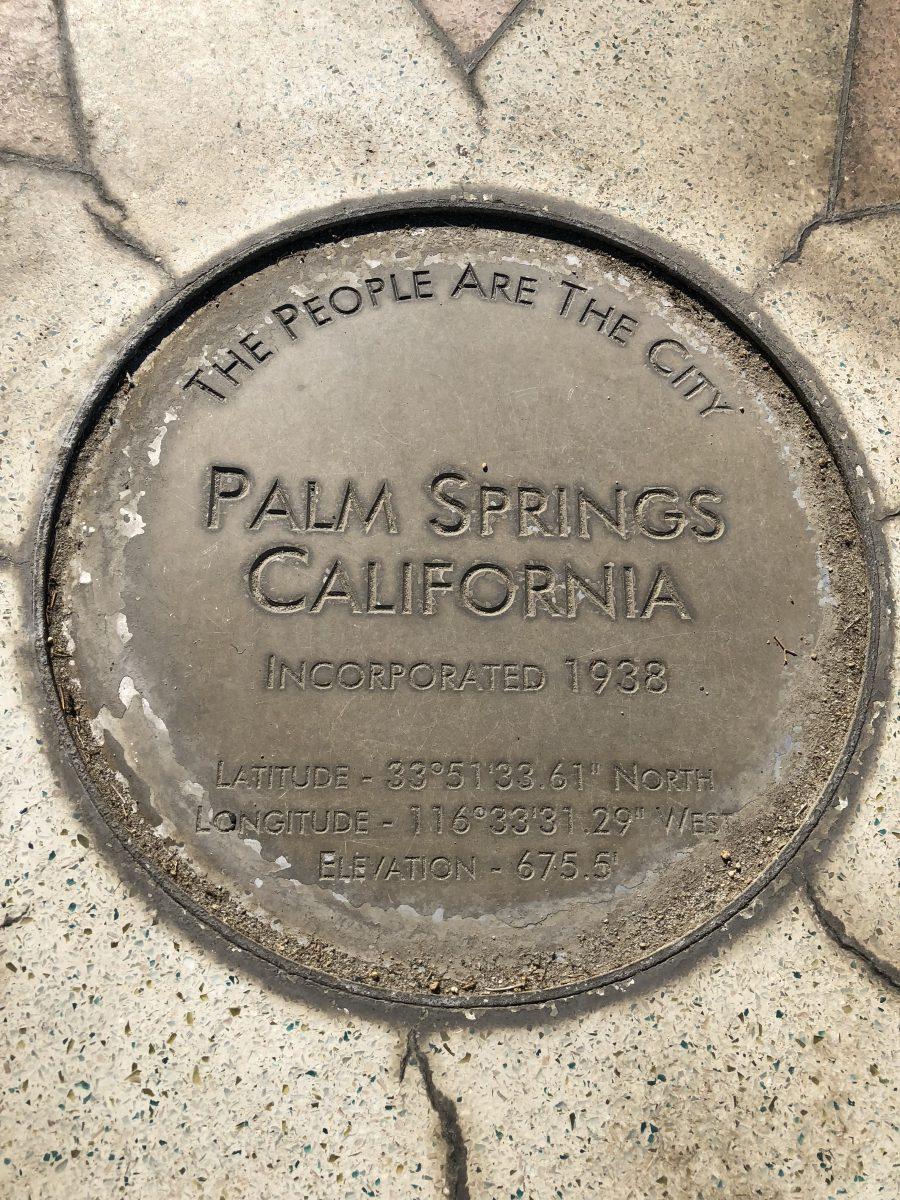 The People Are The City
Palm Springs
California
Incorporated 1938
Latitude - 33°51'33.61" North
Longitude - 116°33'31.29" West
Elevation - 675.5'